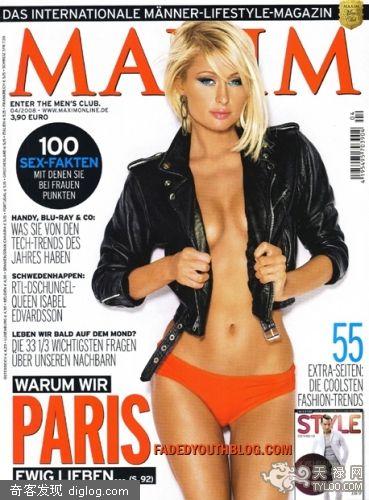 DAS INTERNATIONALE MÄNNER-LIFESTYLE-MAGAZIN
MAXIM
ENTER THE MEN'S CLUB.
04/2008 - WWW.MAXIMONLINE.DE
3,90 EURO
100
SEX-FAKTEN
MIT DENEN SIE
BEI FRAUEN
PUNKTEN
HANDY, BLU-RAY & CO:
WAS SIE VON DEN
TECH-TRENDS DES
JAHRES HABEN
SCHWEDENHAPPEN:
RTL-DSCHUNGEL-
QUEEN ISABEL
EDVARDSSON
LEBEN WIR BALD AUF DEM MOND?
DIE 33 1/3 WICHTIGSTEN FRAGEN
ÜBER UNSEREN NACHBARN
WARUM WIR
PARIS
EWIG LIEBEN ... (S. 92)
55
EXTRA-SEITEN:
DIE COOLSTEN
FASHION-TRENDS
STYLE
FADEDYOUTHBLOG.COM
奇客发现 diglog.com
天禄网
TYLOO.COM